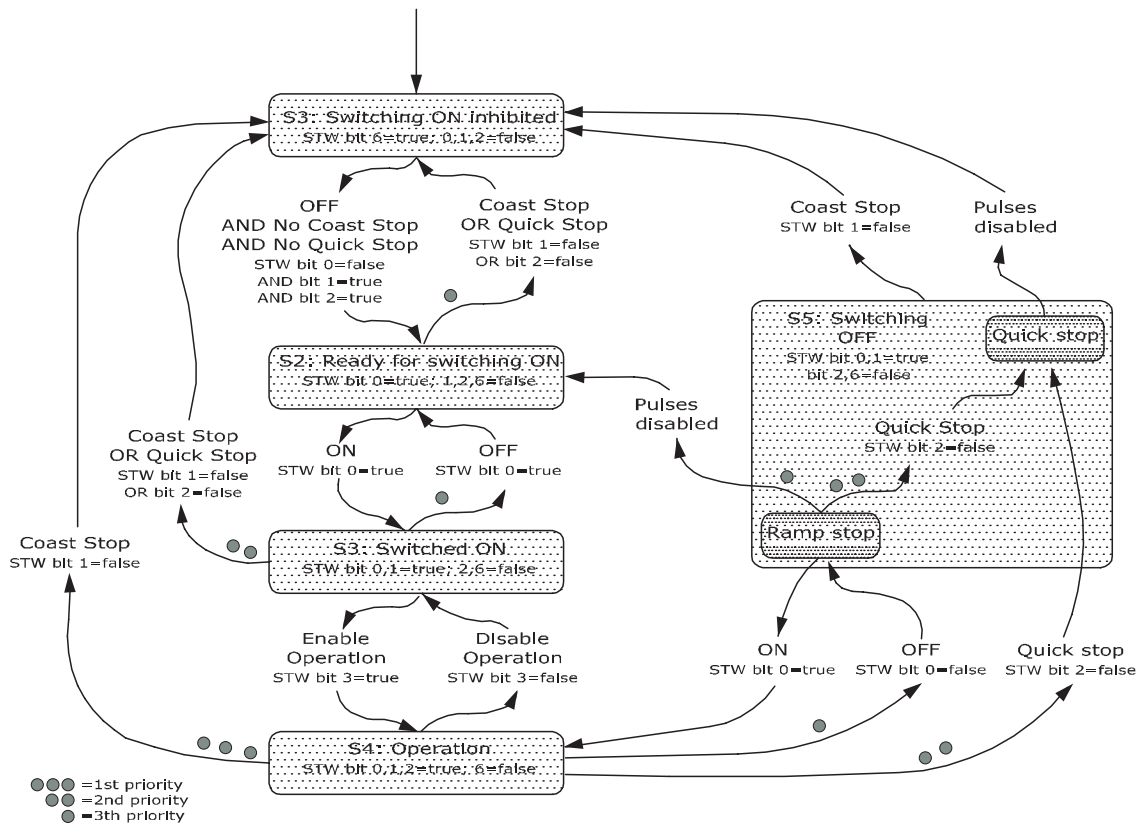 S3: Switching ON inhibited
STW bit 6=true; 0,1,2=false
OFF
AND No Coast Stop
AND No Quick Stop
STW bit 0=false
AND bit 1=true
AND bit 2=true
Coast Stop
OR Quick Stop
STW bit 1=false
OR bit 2=false
Coast Stop
STW bit 1=false
Pulses
disabled
S2: Ready for switching ON
STW bit 0=true; 1,2,6=false
S5: Switching
OFF
STW bit 0,1=true
bit 2,6=false
Quick stop
Pulses
disabled
Quick Stop
STW bit 2=false
Coast Stop
OR Quick Stop
STW bit 1=false
OR bit 2=false
ON
STW bit 0=true
OFF
STW bit 0=true
Ramp stop
Coast Stop
STW bit 1=false
S3: Switched ON
STW bit 0,1=true; 2,6=false
Enable
Operation
STW bit 3=true
Disable
Operation
STW bit 3=false
ON
STW bit 0=true
OFF
STW bit 0=false
Quick stop
STW bit 2=false
S4: Operation
STW bit 0,1,2=true; 6=false
=1st priority
=2nd priority
=3th priority